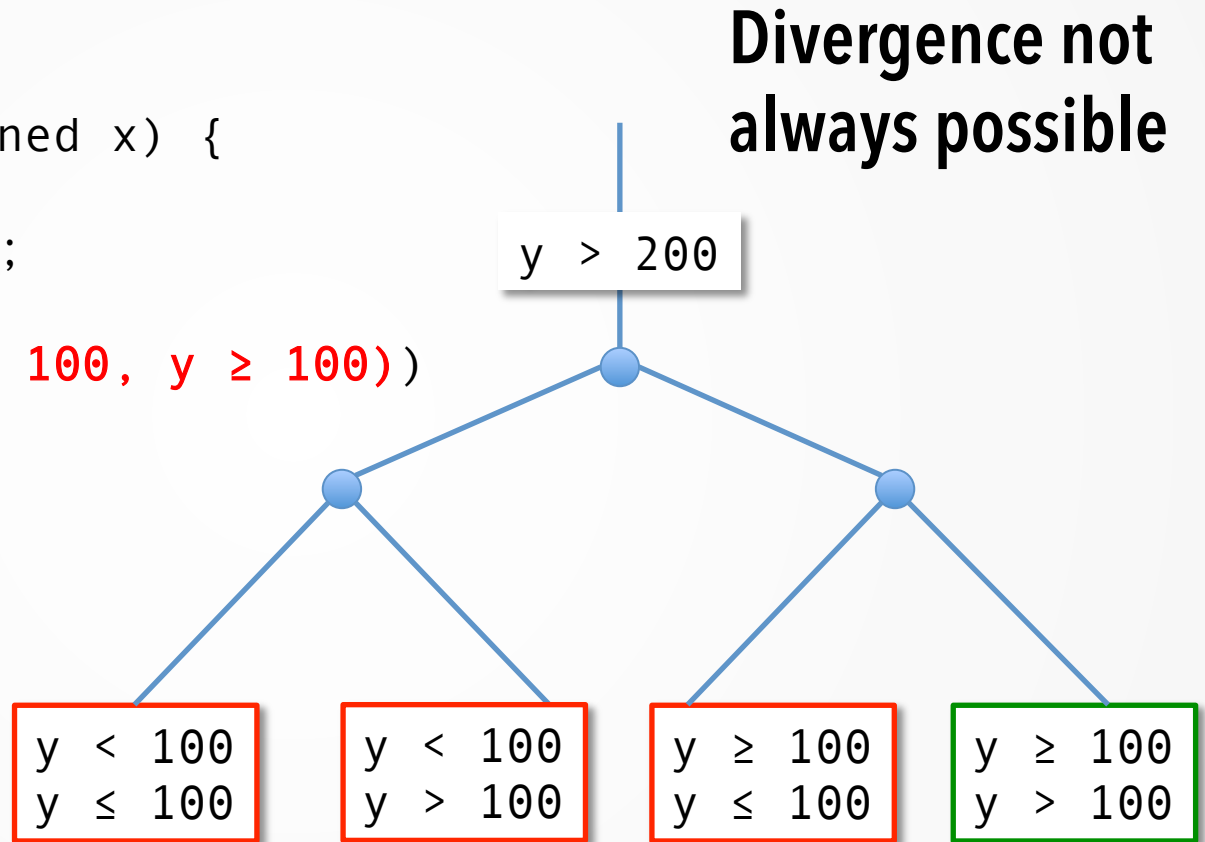 Divergence not
always possible
ned x) {
;
100, y ≥ 100))
y > 200
y < 100
y ≤ 100
y < 100
y > 100
y ≥ 100
y ≤ 100
y ≥ 100
y > 100